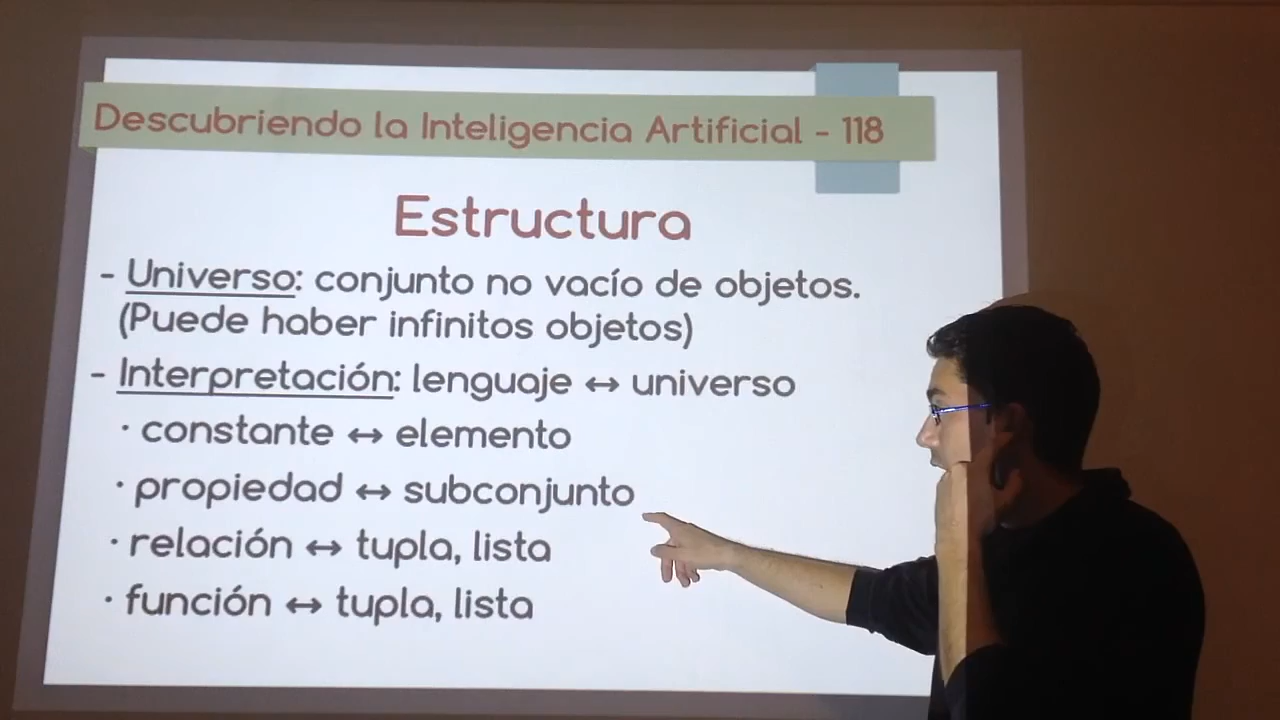 Descubriendo la Inteligencia Artificial - 118
Estructura
- Universo: conjunto no vacío de objetos.
(Puede haber infinitos objetos)
- Interpretación: lenguaje ↔ universo
· constante ↔ elemento
· propiedad ↔ subconjunto
· relación ↔ tupla, lista
· función ↔ tupla, lista